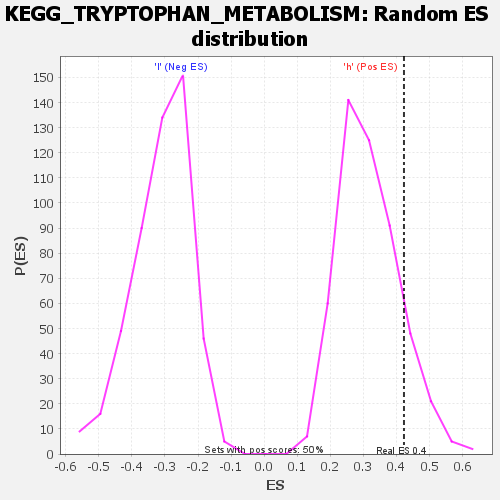 KEGG_TRYPTOPHAN_METABOLISM: Random ES
distribution
'l' (Neg ES)
'h' (Pos ES)
150
140
130
120
110
100
90
80
70
60
50
40
30
20
10
0
P(ES)
Sets with pos scores: 50%
Real ES 0.4
-0.6 -0.5 -0.4 -0.3 -0.2 -0.1 0.0 0.1 0.2 0.3 0.4 0.5 0.6
ES